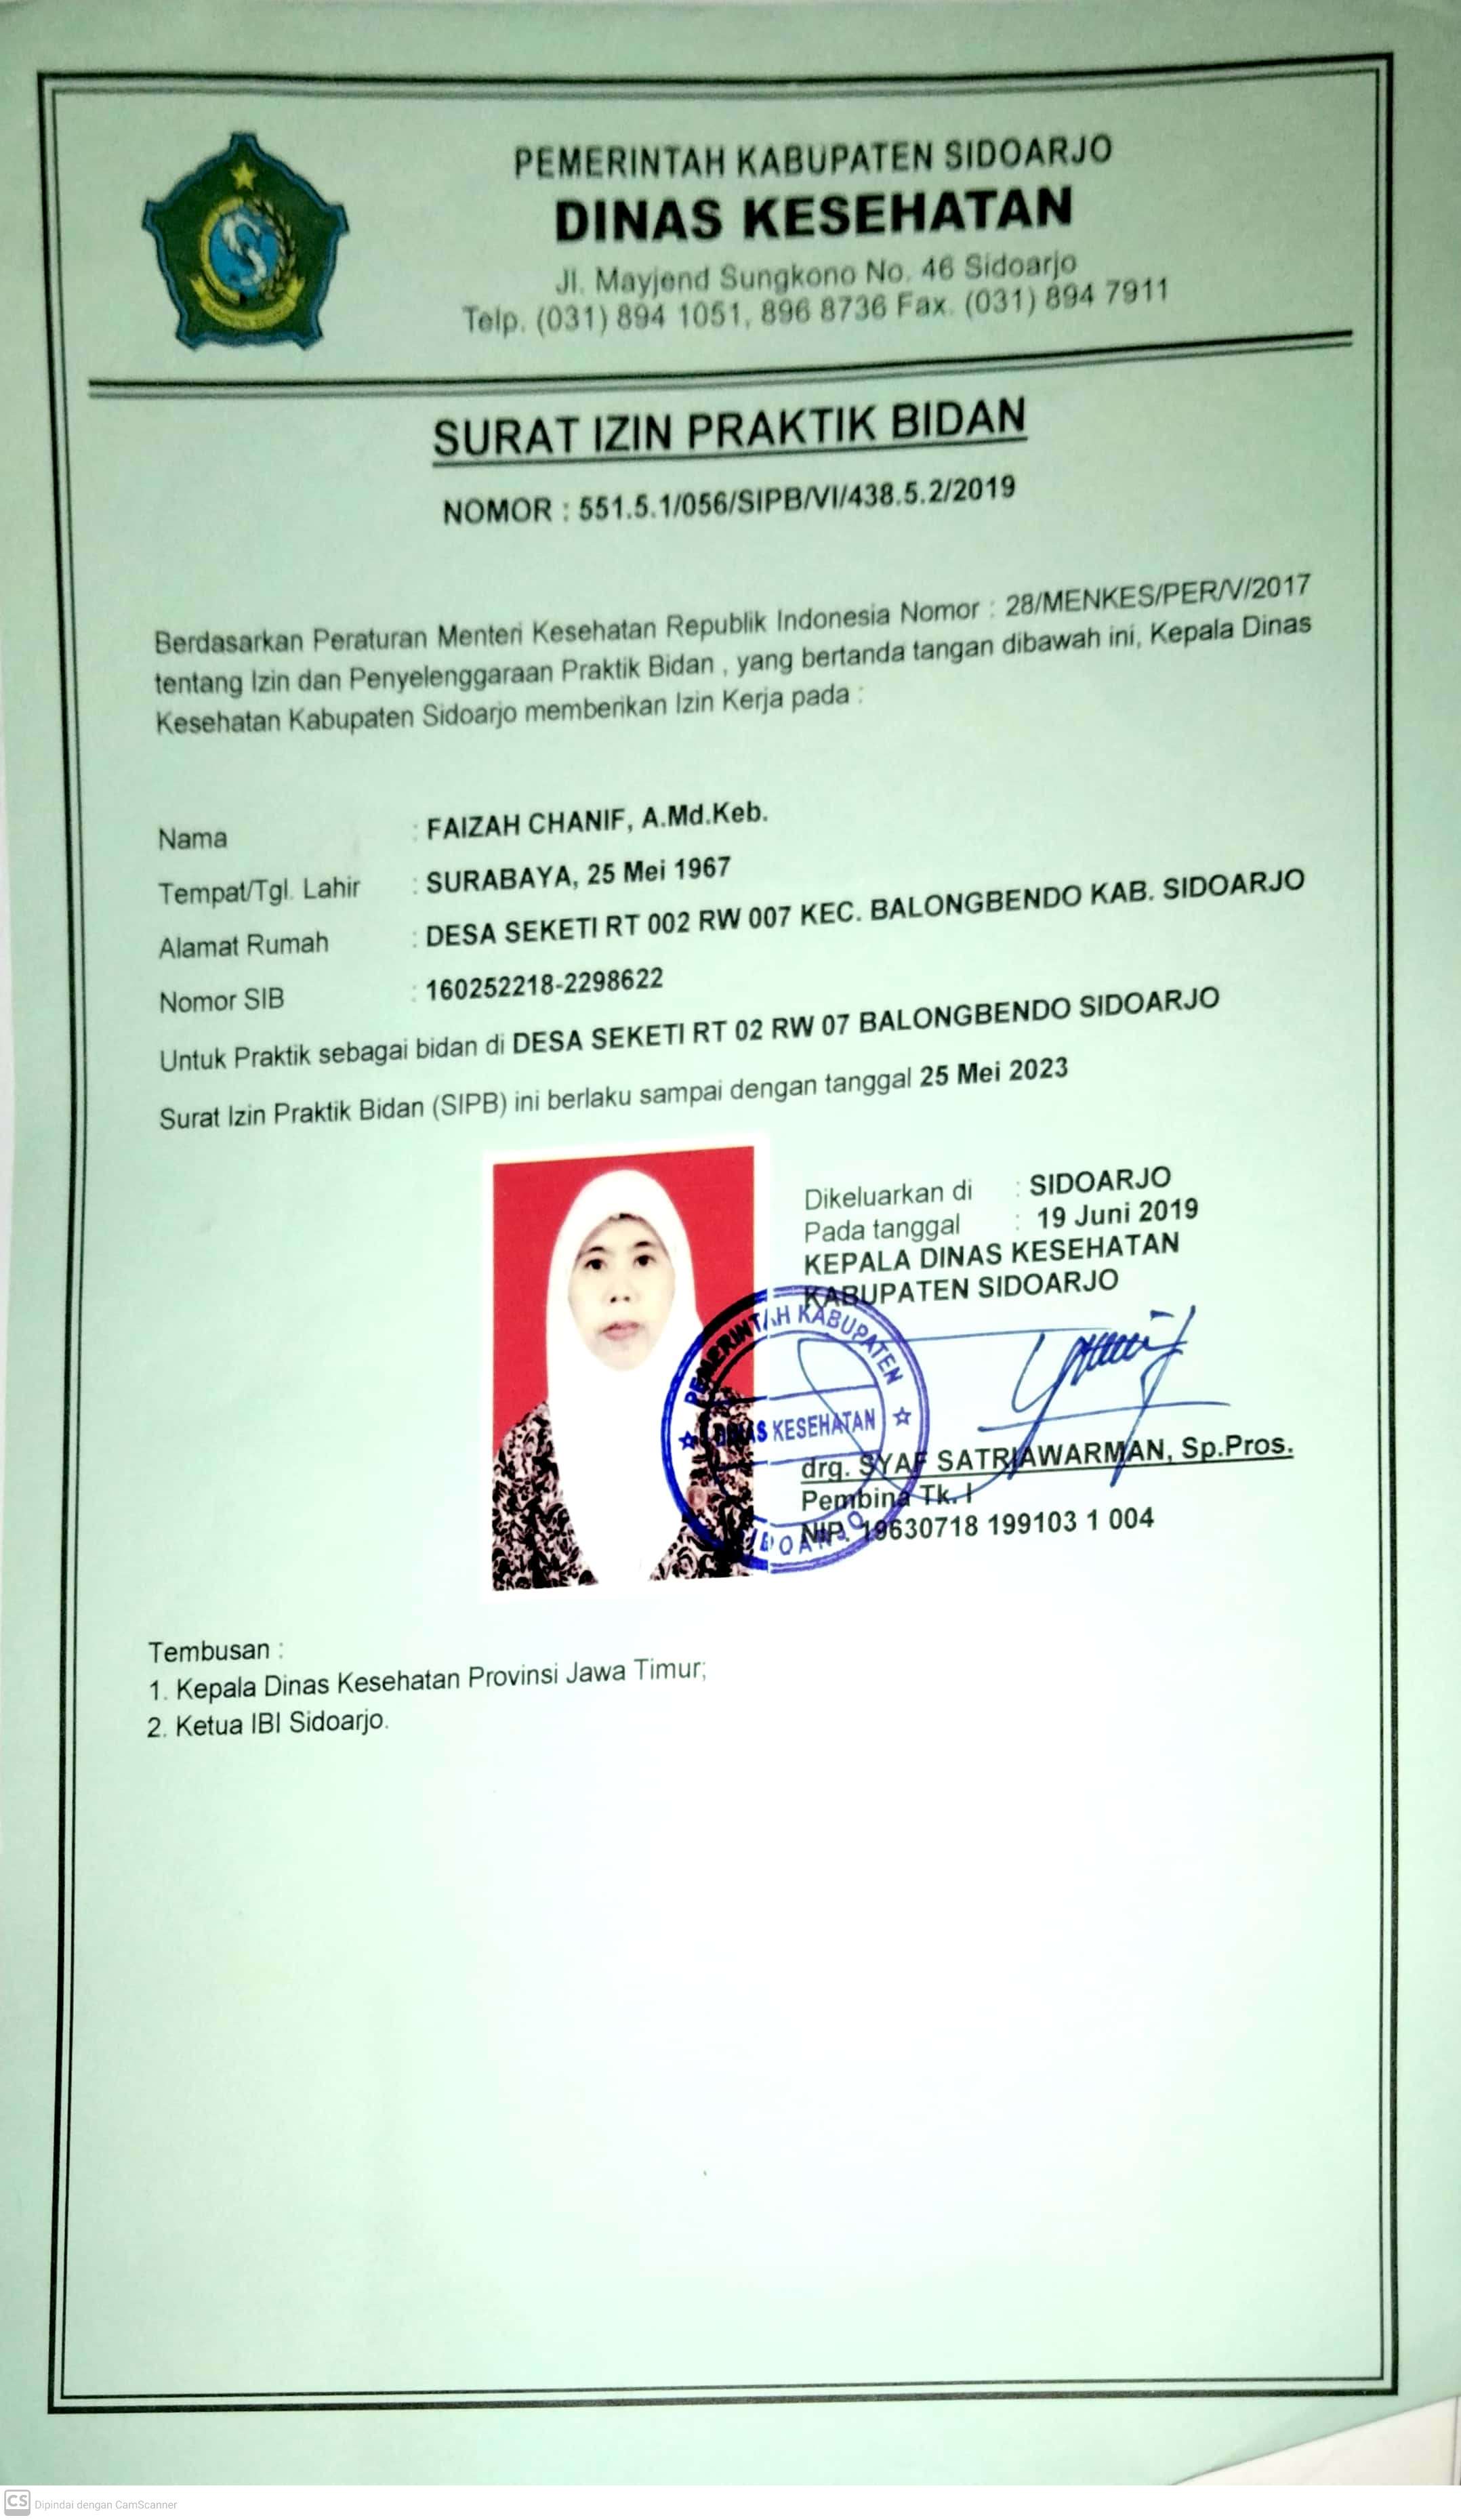 PEMERINTAH KABUPATEN SIDOARJO
DINAS KESEHATAN
Jl. Mayjend Sungkono No. 46 Sidoarjo
Telp. (031) 894 1051, 896 8736 Fax. (031) 894 7911
SURAT IZIN PRAKTIK BIDAN
NOMOR : 551.5.1/056/SIPB/VI/438.5.2/2019
Berdasarkan Peraturan Menteri Kesehatan Republik Indonesia Nomor : 28/MENKES/PER/V/2017
tentang Izin dan Penyelenggaraan Praktik Bidan , yang bertanda tangan dibawah ini, Kepala Dinas
Kesehatan Kabupaten Sidoarjo memberikan Izin Kerja pada :
Nama : FAIZAH CHANIF, A.Md.Keb.
Tempat/Tgl. Lahir : SURABAYA, 25 Mei 1967
Alamat Rumah : DESA SEKETI RT 002 RW 007 KEC. BALONGBENDO KAB. SIDOARJO
Nomor SIB : 160252218-2298622
Untuk Praktik sebagai bidan di DESA SEKETI RT 02 RW 07 BALONGBENDO SIDOARJO
Surat Izin Praktik Bidan (SIPB) ini berlaku sampai dengan tanggal 25 Mei 2023
Dikeluarkan di : SIDOARJO
Pada tanggal : 19 Juni 2019
KEPALA DINAS KESEHATAN
KABUPATEN SIDOARJO
PEMERINTAH KABUPATEN
DINAS KESEHATAN
SIDOARJO
drg. SYAF SATRIAWARMAN, Sp.Pros.
Pembina Tk. I
NIP. 19630718 199103 1 004
Tembusan :
1. Kepala Dinas Kesehatan Provinsi Jawa Timur;
2. Ketua IBI Sidoarjo.
CS Dipindai dengan CamScanner